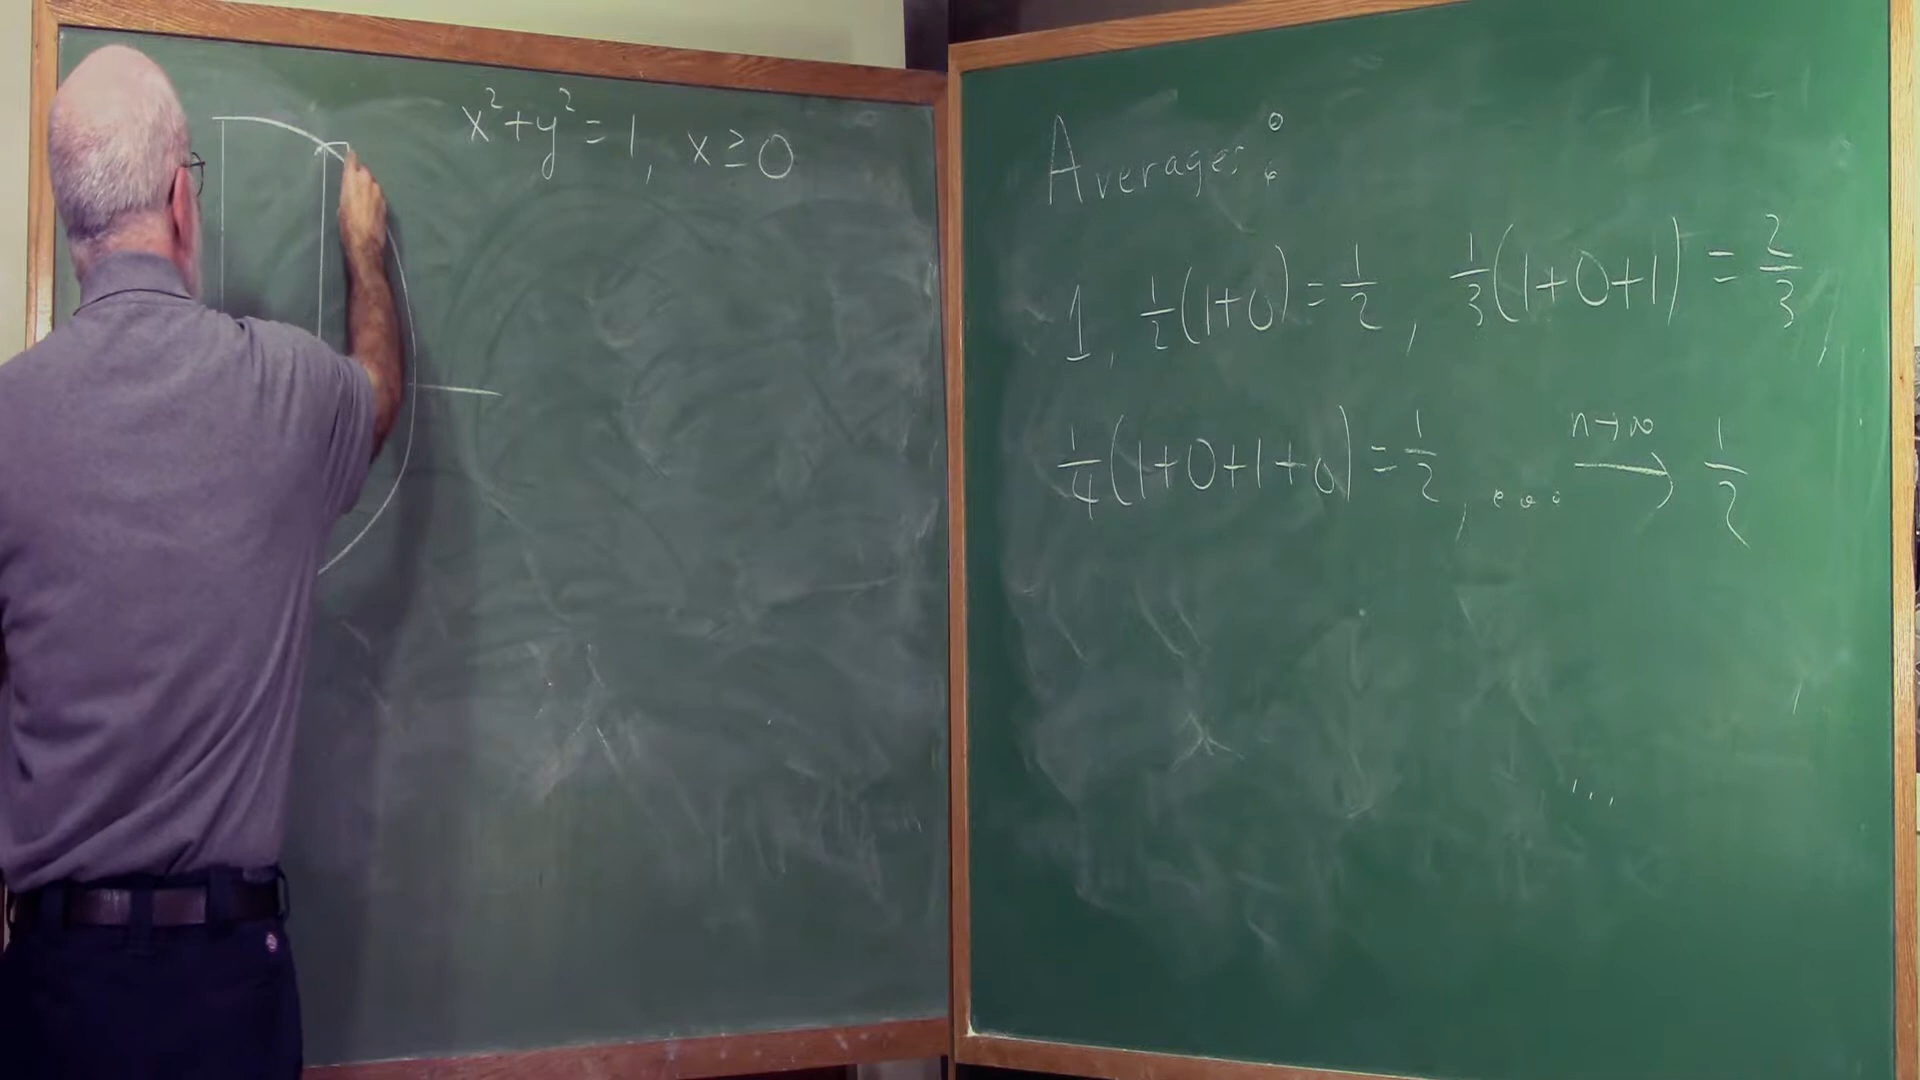 x²+y²=1, x≥0
Averages:
1, 1/2(1+0)=1/2, 1/3(1+0+1)=2/3,
1/4(1+0+1+0)=1/2, ... n→∞ ⟶ 1/2